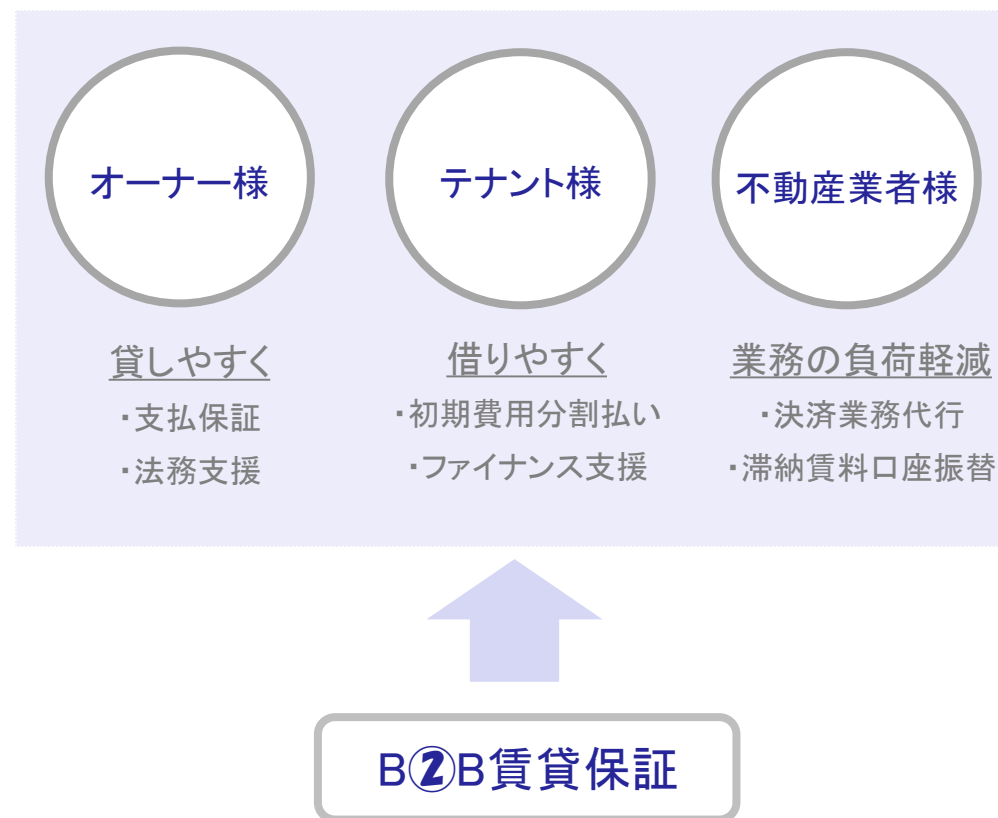 オーナー様
テナント様
不動産業者様
貸しやすく
・支払保証
・法務支援
借りやすく
・初期費用分割払い
・ファイナンス支援
業務の負荷軽減
・決済業務代行
・滞納賃料口座振替
B②B賃貸保証